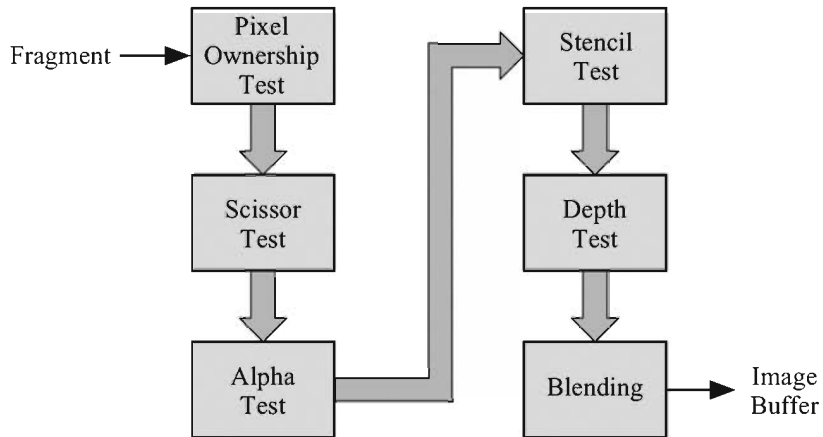 Fragment
Pixel
Ownership
Test
Scissor
Test
Alpha
Test
Stencil
Test
Depth
Test
Blending
Image
Buffer